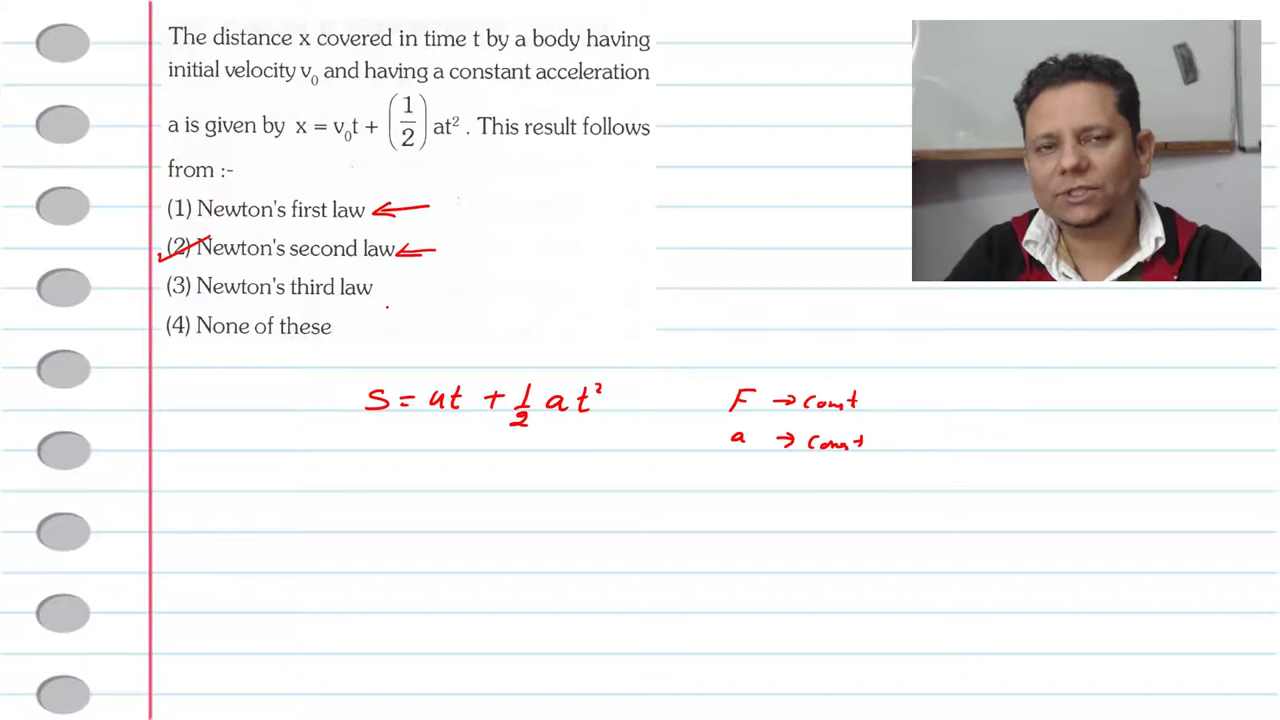 The distance x covered in time t by a body having
initial velocity v₀ and having a constant acceleration
a is given by x = v₀t + (1/2) at². This result follows
from :-
(1) Newton's first law
(2) Newton's second law
(3) Newton's third law
(4) None of these
S = ut + 1/2 at²
F → const
a → const